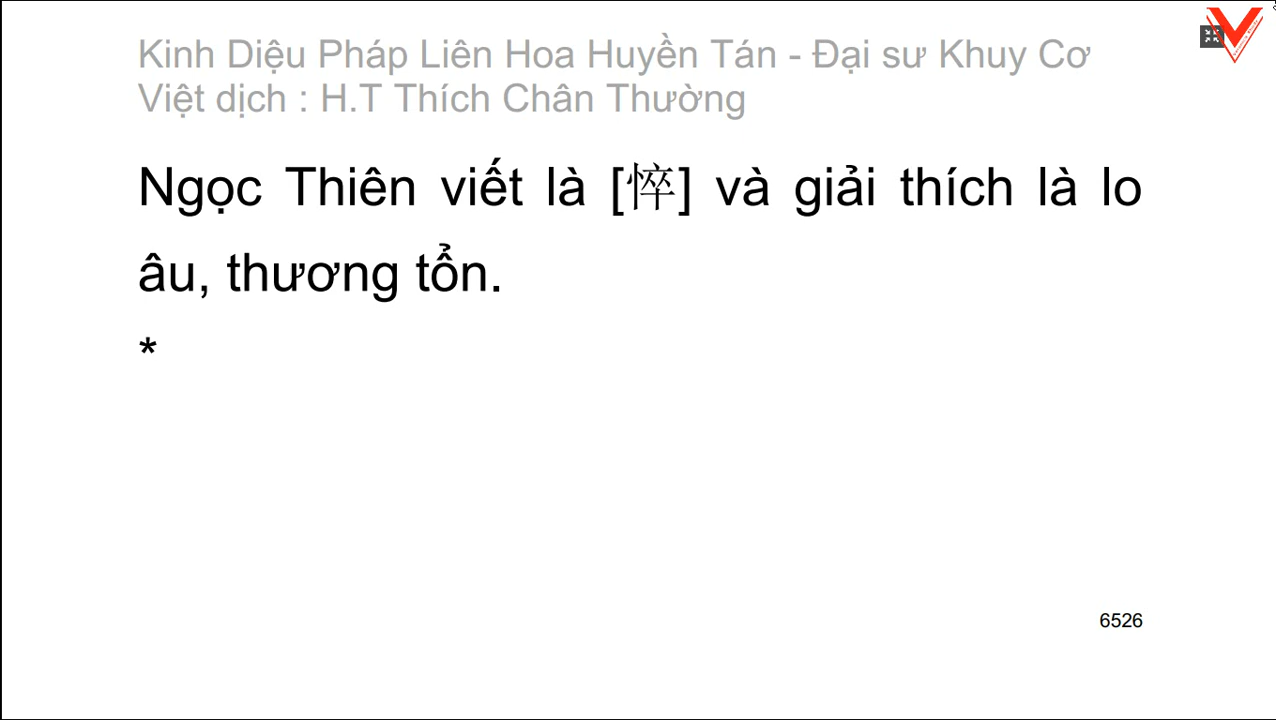 Kinh Diệu Pháp Liên Hoa Huyền Tán - Đại sư Khuy Cơ
Việt dịch : H.T Thích Chân Thường
Ngọc Thiên viết là [悴] và giải thích là lo
âu, thương tổn.
*
6526